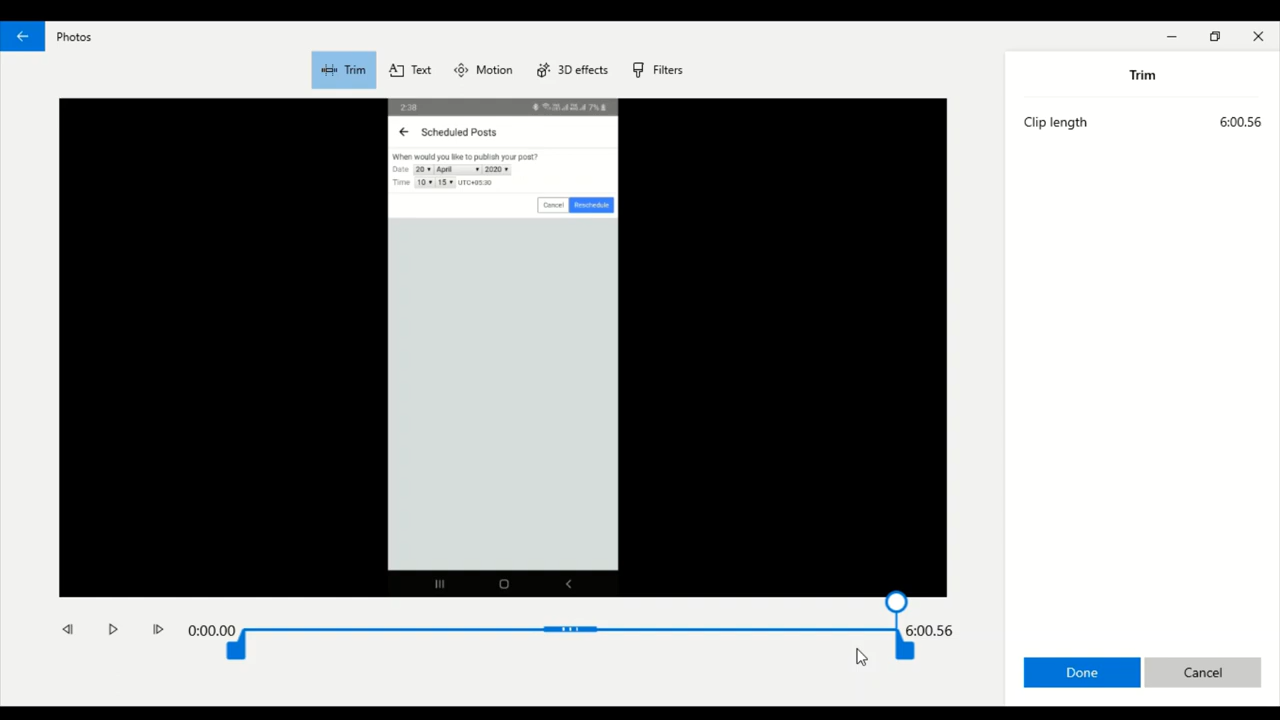 Photos
Trim Text Motion 3D effects Filters
Trim
Clip length 6:00.56
2:38 7%
Scheduled Posts
When would you like to publish your post?
Date 20 April 2020
Time 10 15 UTC+05:30
Cancel Reschedule
0:00.00 6:00.56
Done Cancel